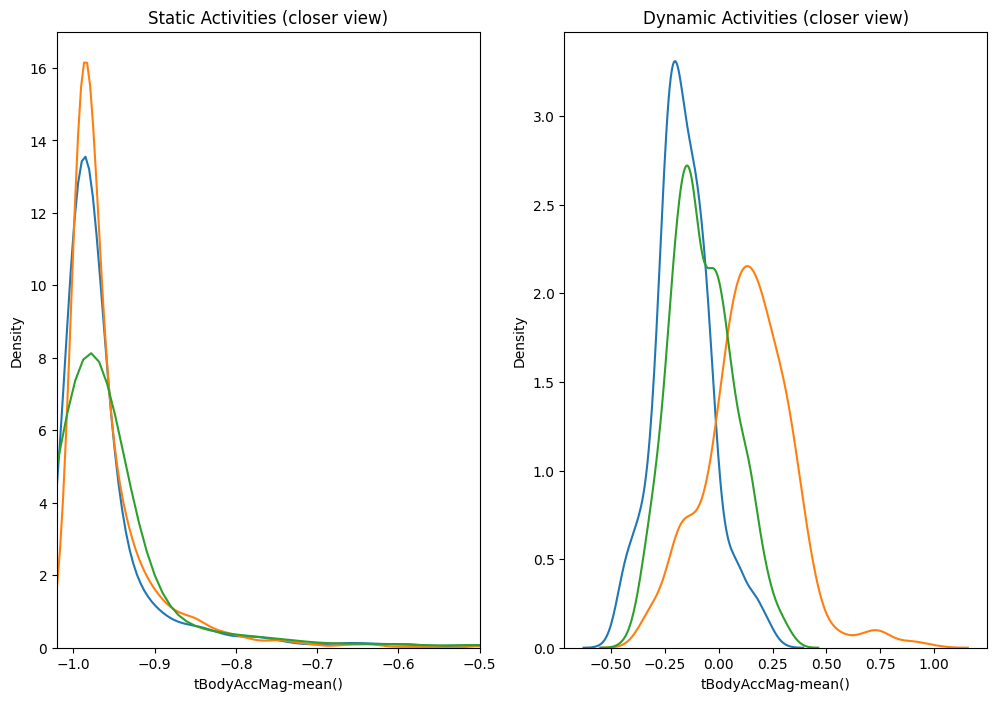 Static Activities (closer view)
Density
16
14
12
10
8
6
4
2
0
−1.0 −0.9 −0.8 −0.7 −0.6 −0.5
tBodyAccMag-mean()
Dynamic Activities (closer view)
Density
3.0
2.5
2.0
1.5
1.0
0.5
0.0
−0.50 −0.25 0.00 0.25 0.50 0.75 1.00
tBodyAccMag-mean()